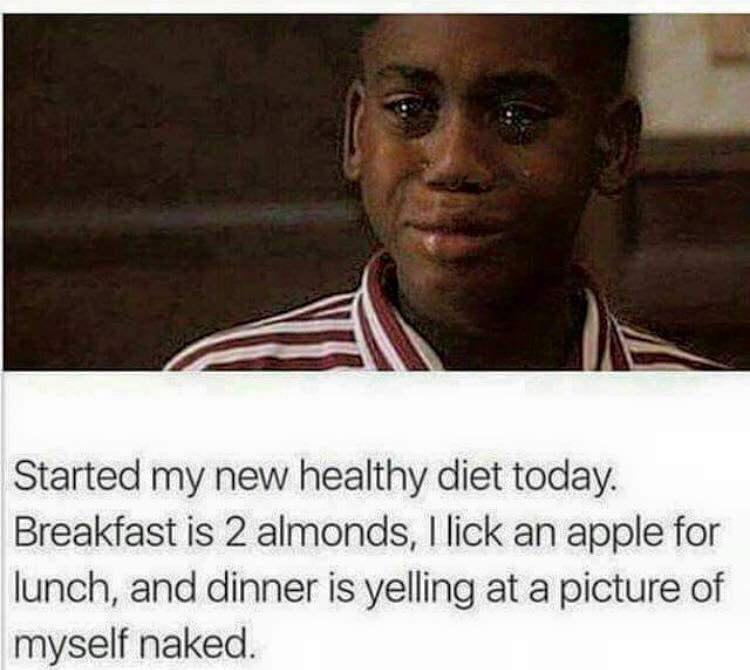 Started my new healthy diet today.
Breakfast is 2 almonds, I lick an apple for
lunch, and dinner is yelling at a picture of
myself naked.